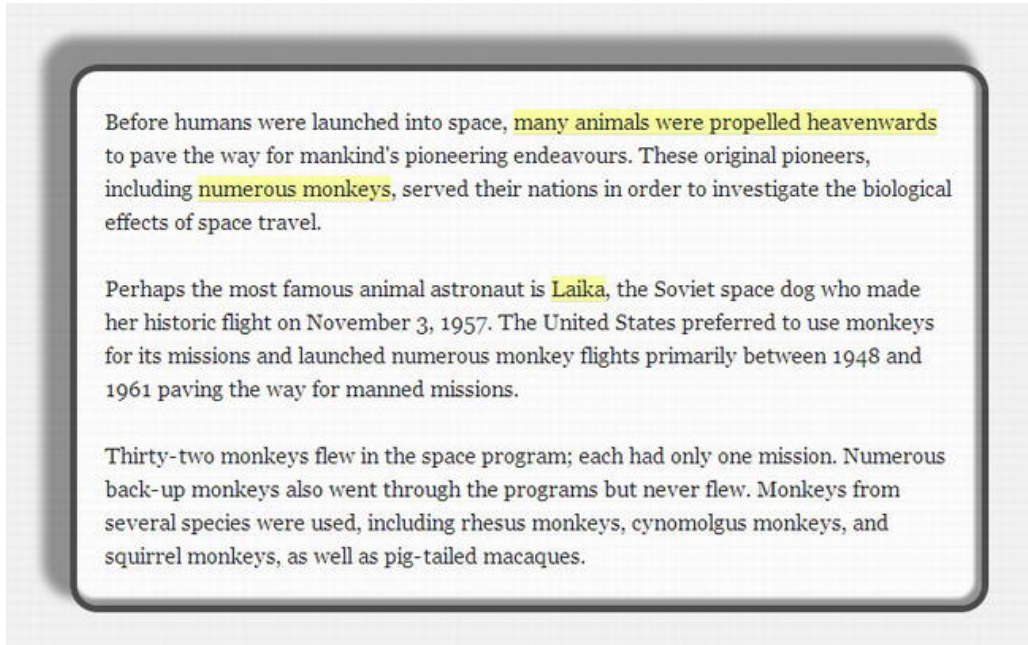 Before humans were launched into space, many animals were propelled heavenwards
to pave the way for mankind's pioneering endeavours. These original pioneers,
including numerous monkeys, served their nations in order to investigate the biological
effects of space travel.
Perhaps the most famous animal astronaut is Laika, the Soviet space dog who made
her historic flight on November 3, 1957. The United States preferred to use monkeys
for its missions and launched numerous monkey flights primarily between 1948 and
1961 paving the way for manned missions.
Thirty-two monkeys flew in the space program; each had only one mission. Numerous
back-up monkeys also went through the programs but never flew. Monkeys from
several species were used, including rhesus monkeys, cynomolgus monkeys, and
squirrel monkeys, as well as pig-tailed macaques.